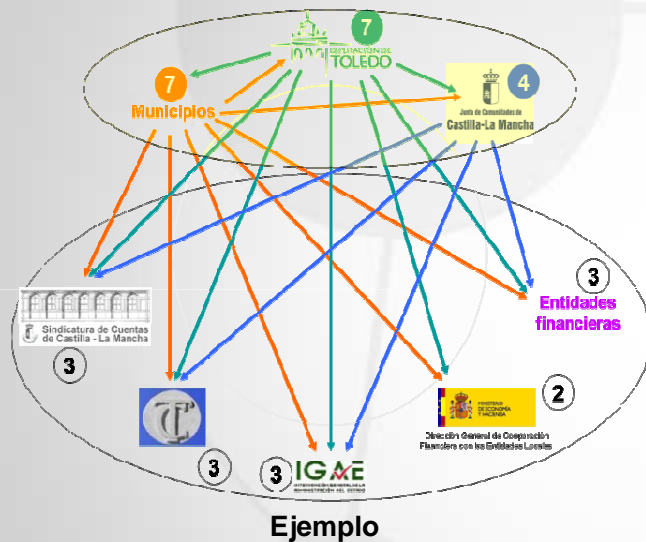 7
DIPUTACIÓN DE
TOLEDO
7
Municipios
4
Junta de Comunidades de
Castilla-La Mancha
3
Entidades
financieras
Sindicatura de Cuentas
de Castilla - La Mancha
3
TC
3
2
MINISTERIO
DE ECONOMÍA
Y HACIENDA
Dirección General de Cooperación
Financiera con las Entidades Locales
3
IGAE
INTERVENCIÓN GENERAL DE LA
ADMINISTRACIÓN DEL ESTADO
Ejemplo